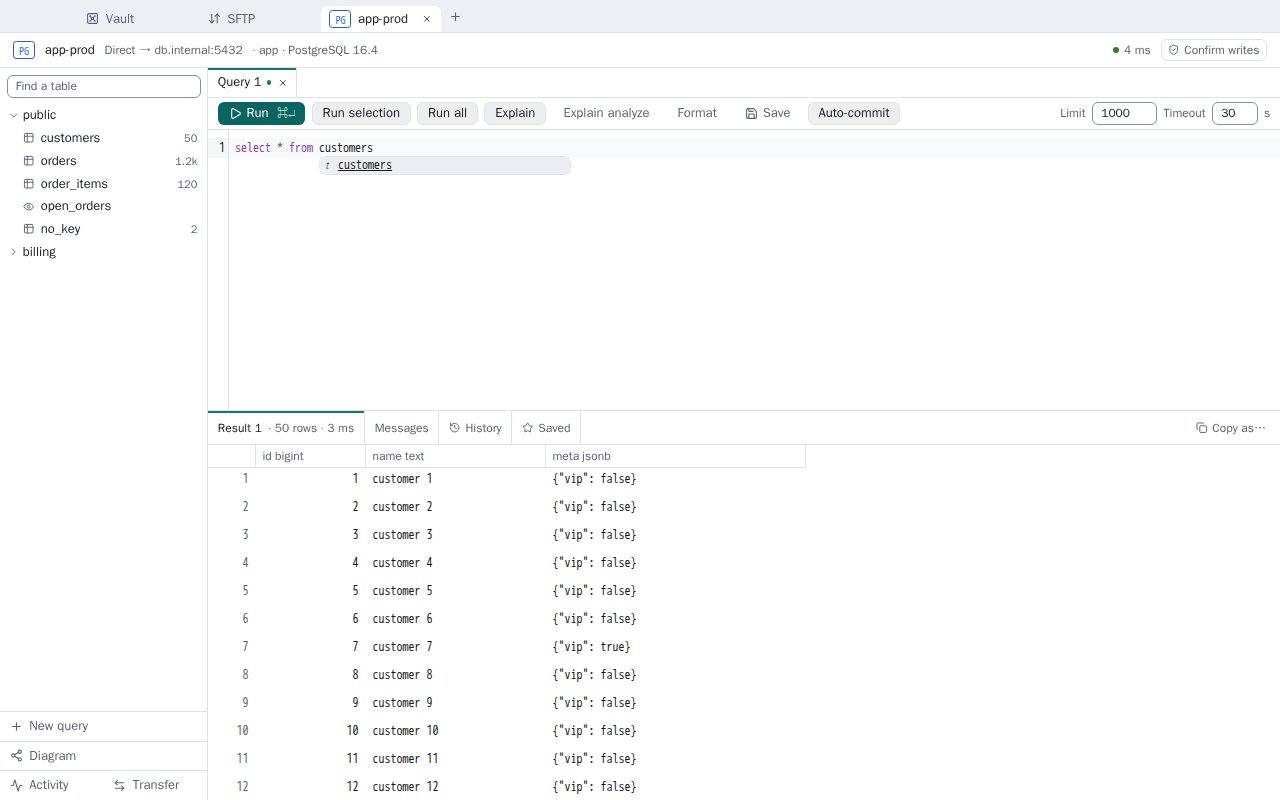 Vault SFTP PG app-prod
PG app-prod Direct → db.internal:5432 · app · PostgreSQL 16.4 4 ms Confirm writes
Find a table
public
customers 50
orders 1.2k
order_items 120
open_orders
no_key 2
billing
New query
Diagram
Activity Transfer
Query 1
Run ⌘↵ Run selection Run all Explain Explain analyze Format Save Auto-commit Limit 1000 Timeout 30 s
1 select * from customers
t customers
Result 1 · 50 rows · 3 ms Messages History Saved Copy as···
id bigint name text meta jsonb
1 1 customer 1 {"vip": false}
2 2 customer 2 {"vip": false}
3 3 customer 3 {"vip": false}
4 4 customer 4 {"vip": false}
5 5 customer 5 {"vip": false}
6 6 customer 6 {"vip": false}
7 7 customer 7 {"vip": true}
8 8 customer 8 {"vip": false}
9 9 customer 9 {"vip": false}
10 10 customer 10 {"vip": false}
11 11 customer 11 {"vip": false}
12 12 customer 12 {"vip": false}